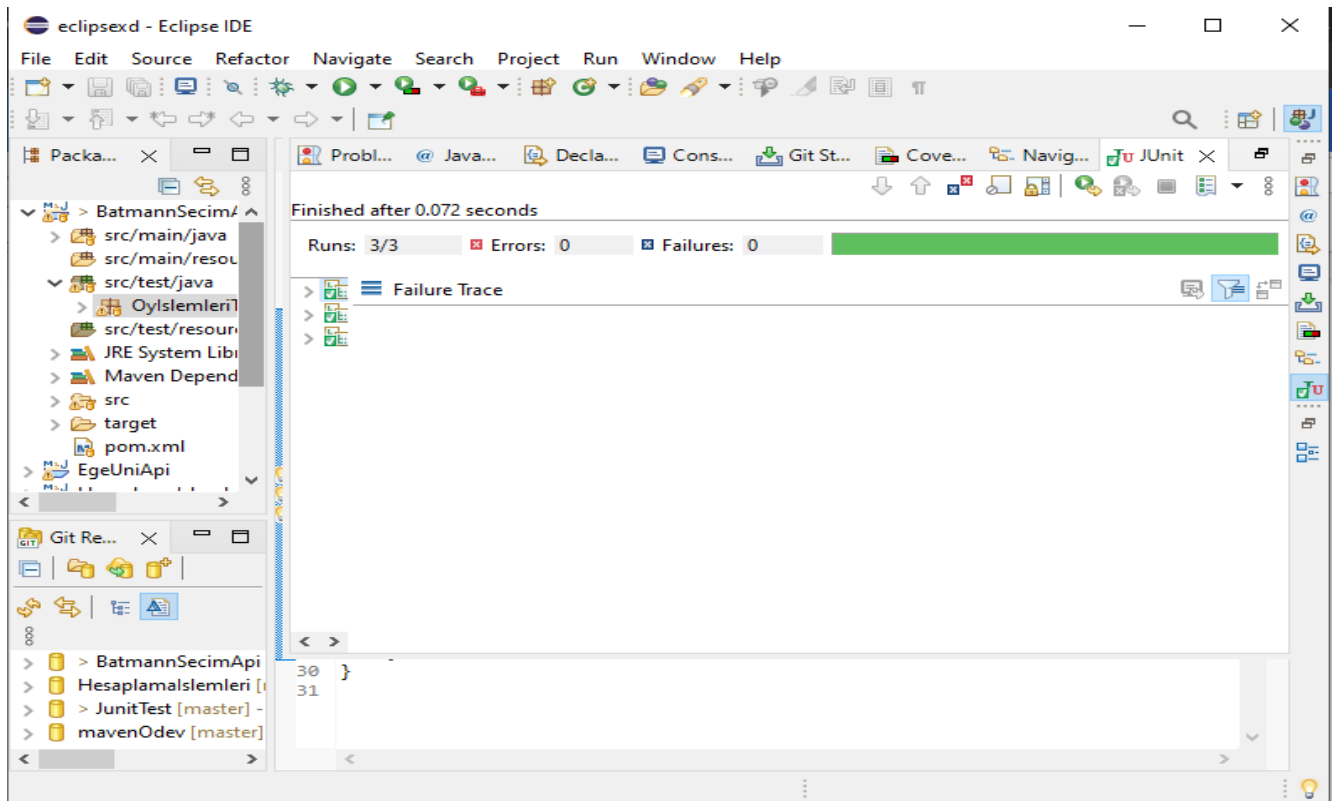 eclipsexd - Eclipse IDE
File Edit Source Refactor Navigate Search Project Run Window Help
Packa...
Probl... @ Java... Decla... Cons... Git St... Cove... Navig... JUnit
> BatmannSecimA
src/main/java
src/main/resou
src/test/java
OyIslemleriT
src/test/resour
JRE System Libr
Maven Depend
src
target
pom.xml
EgeUniApi
Finished after 0.072 seconds
Runs: 3/3 Errors: 0 Failures: 0
Failure Trace
Git Re...
> BatmannSecimApi
HesaplamaIslemleri [
> JunitTest [master] -
mavenOdev [master]
30 }
31